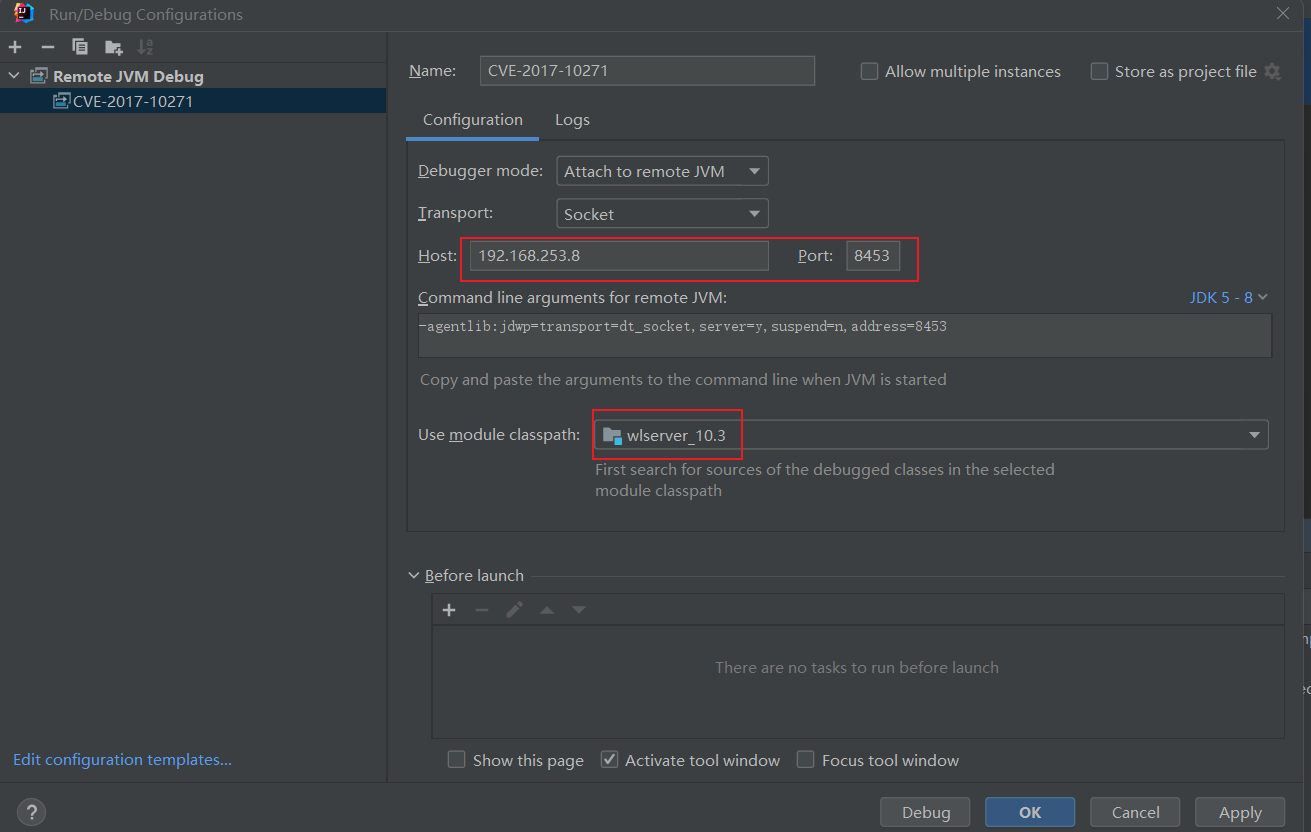 Run/Debug Configurations
Remote JVM Debug
CVE-2017-10271
Name: CVE-2017-10271 Allow multiple instances Store as project file
Configuration Logs
Debugger mode: Attach to remote JVM
Transport: Socket
Host: 192.168.253.8 Port: 8453
Command line arguments for remote JVM: JDK 5 - 8
-agentlib:jdwp=transport=dt_socket,server=y,suspend=n,address=8453
Copy and paste the arguments to the command line when JVM is started
Use module classpath: wlserver_10.3
First search for sources of the debugged classes in the selected
module classpath
Before launch
There are no tasks to run before launch
Show this page Activate tool window Focus tool window
Edit configuration templates...
? Debug OK Cancel Apply